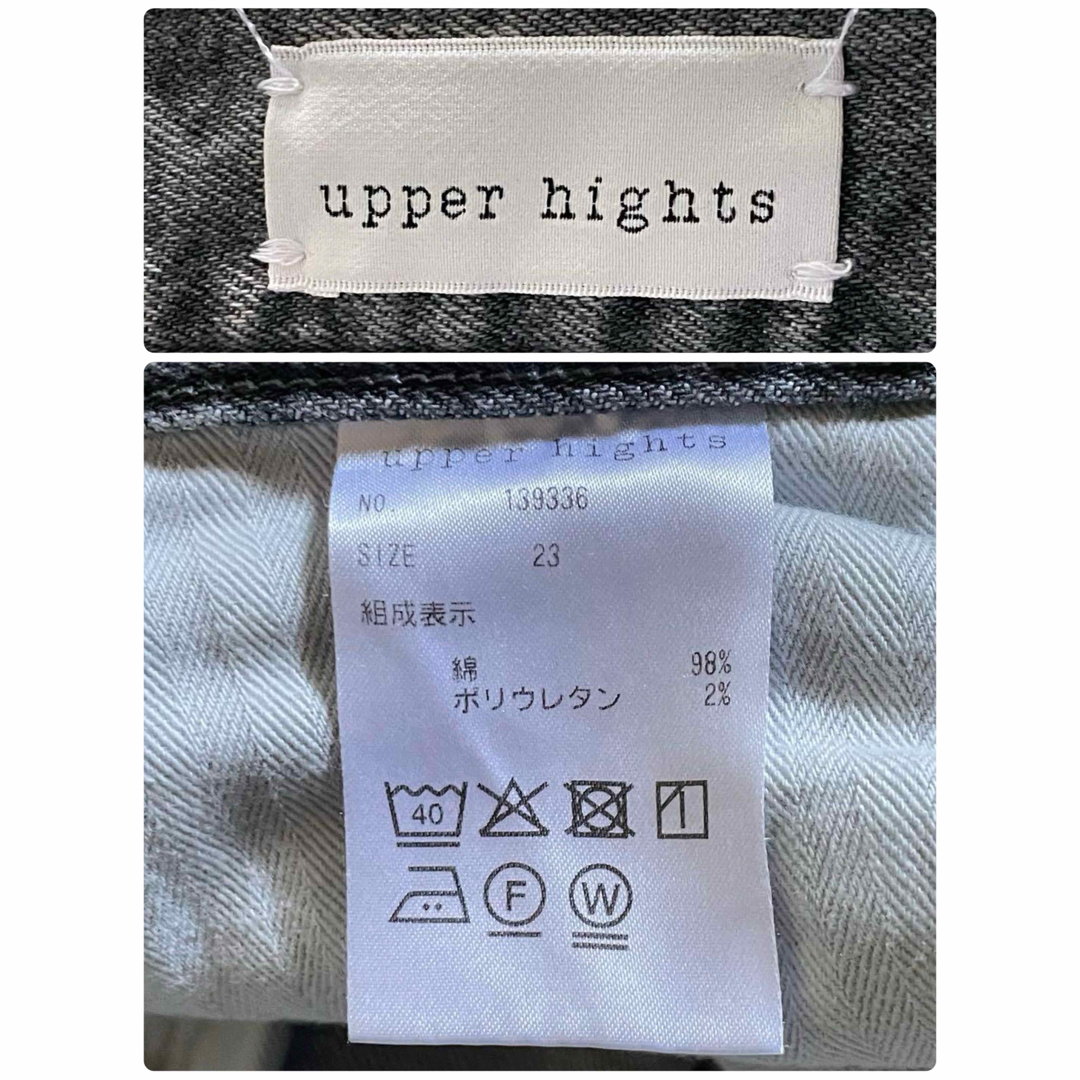 upper hights
upper hights
NO. 139336
SIZE 23
組成表示
綿 98%
ポリウレタン 2%
40
F W